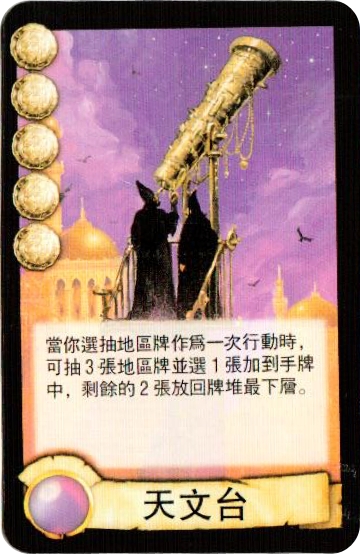 當你選抽地區牌作爲一次行動時，
可抽3張地區牌並選1張加到手牌
中，剩餘的2張放回牌堆最下層。
天文台